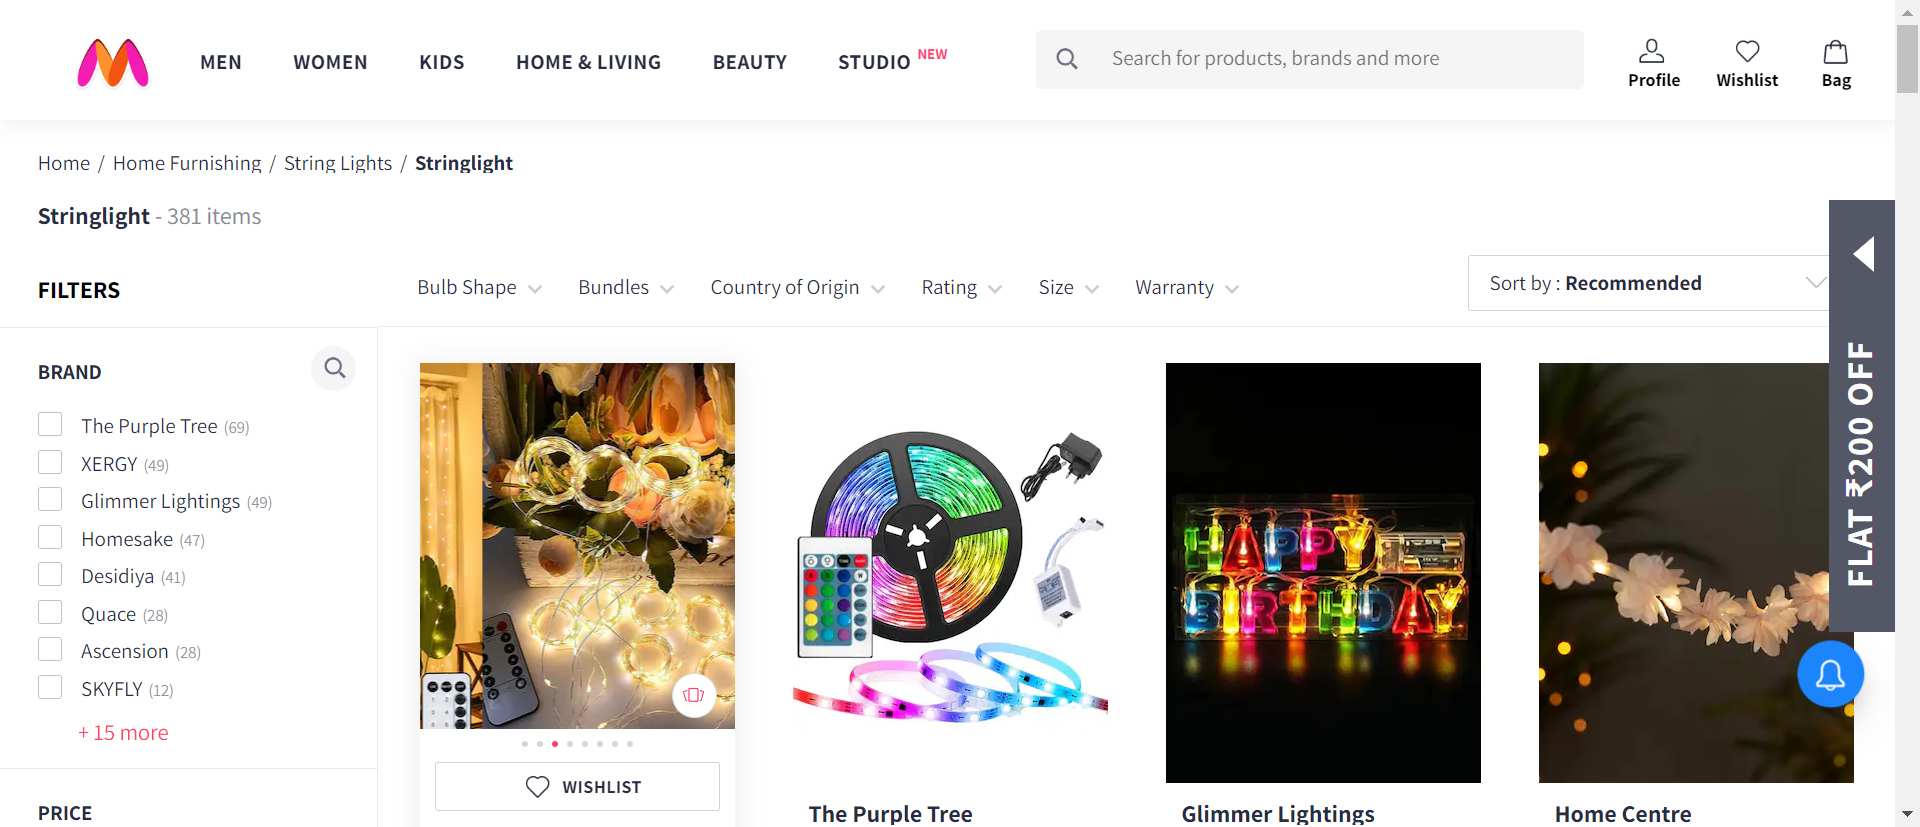 MEN
WOMEN
KIDS
HOME & LIVING
BEAUTY
STUDIO NEW
Search for products, brands and more
Profile
Wishlist
Bag
Home / Home Furnishing / String Lights / Stringlight
Stringlight - 381 items
FILTERS
Bulb Shape
Bundles
Country of Origin
Rating
Size
Warranty
Sort by : Recommended
FLAT ₹200 OFF
BRAND
The Purple Tree (69)
XERGY (49)
Glimmer Lightings (49)
Homesake (47)
Desidiya (41)
Quace (28)
Ascension (28)
SKYFLY (12)
+ 15 more
PRICE
HAPPY
BIRTHDAY
WISHLIST
The Purple Tree
Glimmer Lightings
Home Centre